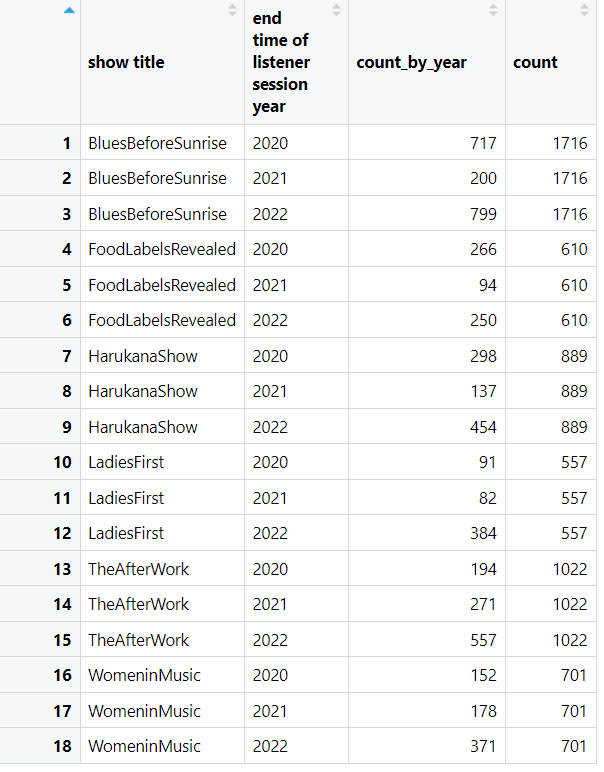 show title end time of listener session year count_by_year count
1 BluesBeforeSunrise 2020 717 1716
2 BluesBeforeSunrise 2021 200 1716
3 BluesBeforeSunrise 2022 799 1716
4 FoodLabelsRevealed 2020 266 610
5 FoodLabelsRevealed 2021 94 610
6 FoodLabelsRevealed 2022 250 610
7 HarukanaShow 2020 298 889
8 HarukanaShow 2021 137 889
9 HarukanaShow 2022 454 889
10 LadiesFirst 2020 91 557
11 LadiesFirst 2021 82 557
12 LadiesFirst 2022 384 557
13 TheAfterWork 2020 194 1022
14 TheAfterWork 2021 271 1022
15 TheAfterWork 2022 557 1022
16 WomeninMusic 2020 152 701
17 WomeninMusic 2021 178 701
18 WomeninMusic 2022 371 701